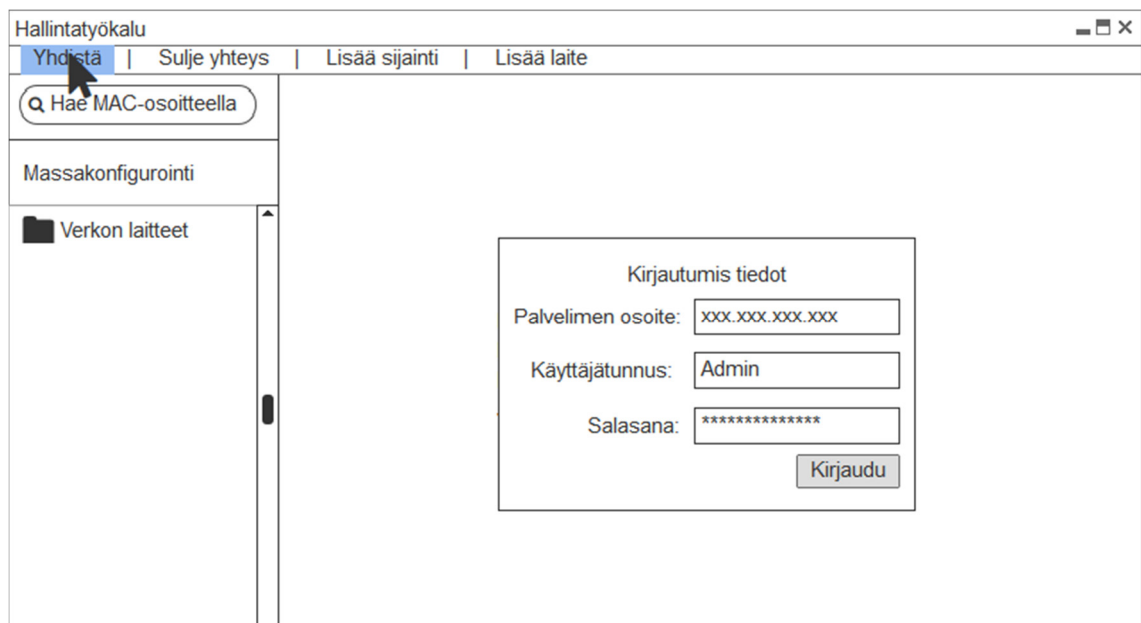 Hallintatyökalu
Yhdistä | Sulje yhteys | Lisää sijainti | Lisää laite
Hae MAC-osoitteella
Massakonfigurointi
Verkon laitteet
Kirjautumis tiedot
Palvelimen osoite: xxx.xxx.xxx.xxx
Käyttäjätunnus: Admin
Salasana: **************
Kirjaudu